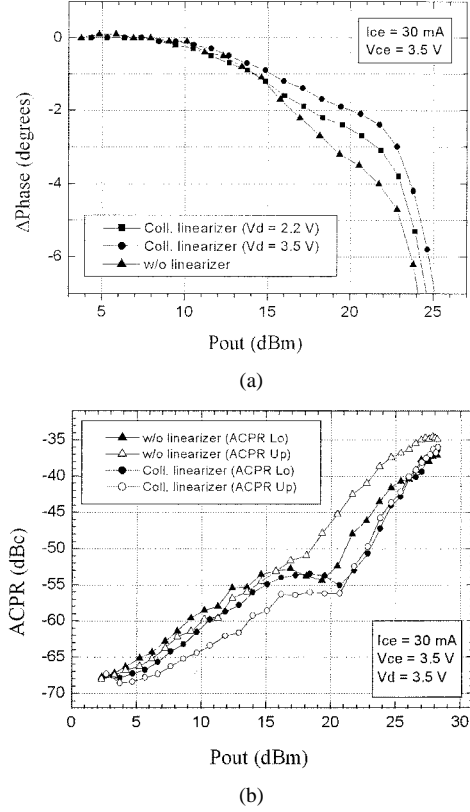 Ice = 30 mA
Vce = 3.5 V
0
-2
-4
-6
ΔPhase (degrees)
Coll. linearizer (Vd = 2.2 V)
Coll. linearizer (Vd = 3.5 V)
w/o linearizer
5
10
15
20
25
Pout (dBm)
(a)
-35
-40
-45
-50
-55
-60
-65
-70
ACPR (dBc)
w/o linearizer (ACPR Lo)
w/o linearizer (ACPR Up)
Coll. linearizer (ACPR Lo)
Coll. linearizer (ACPR Up)
Ice = 30 mA
Vce = 3.5 V
Vd = 3.5 V
0
5
10
15
20
25
30
Pout (dBm)
(b)